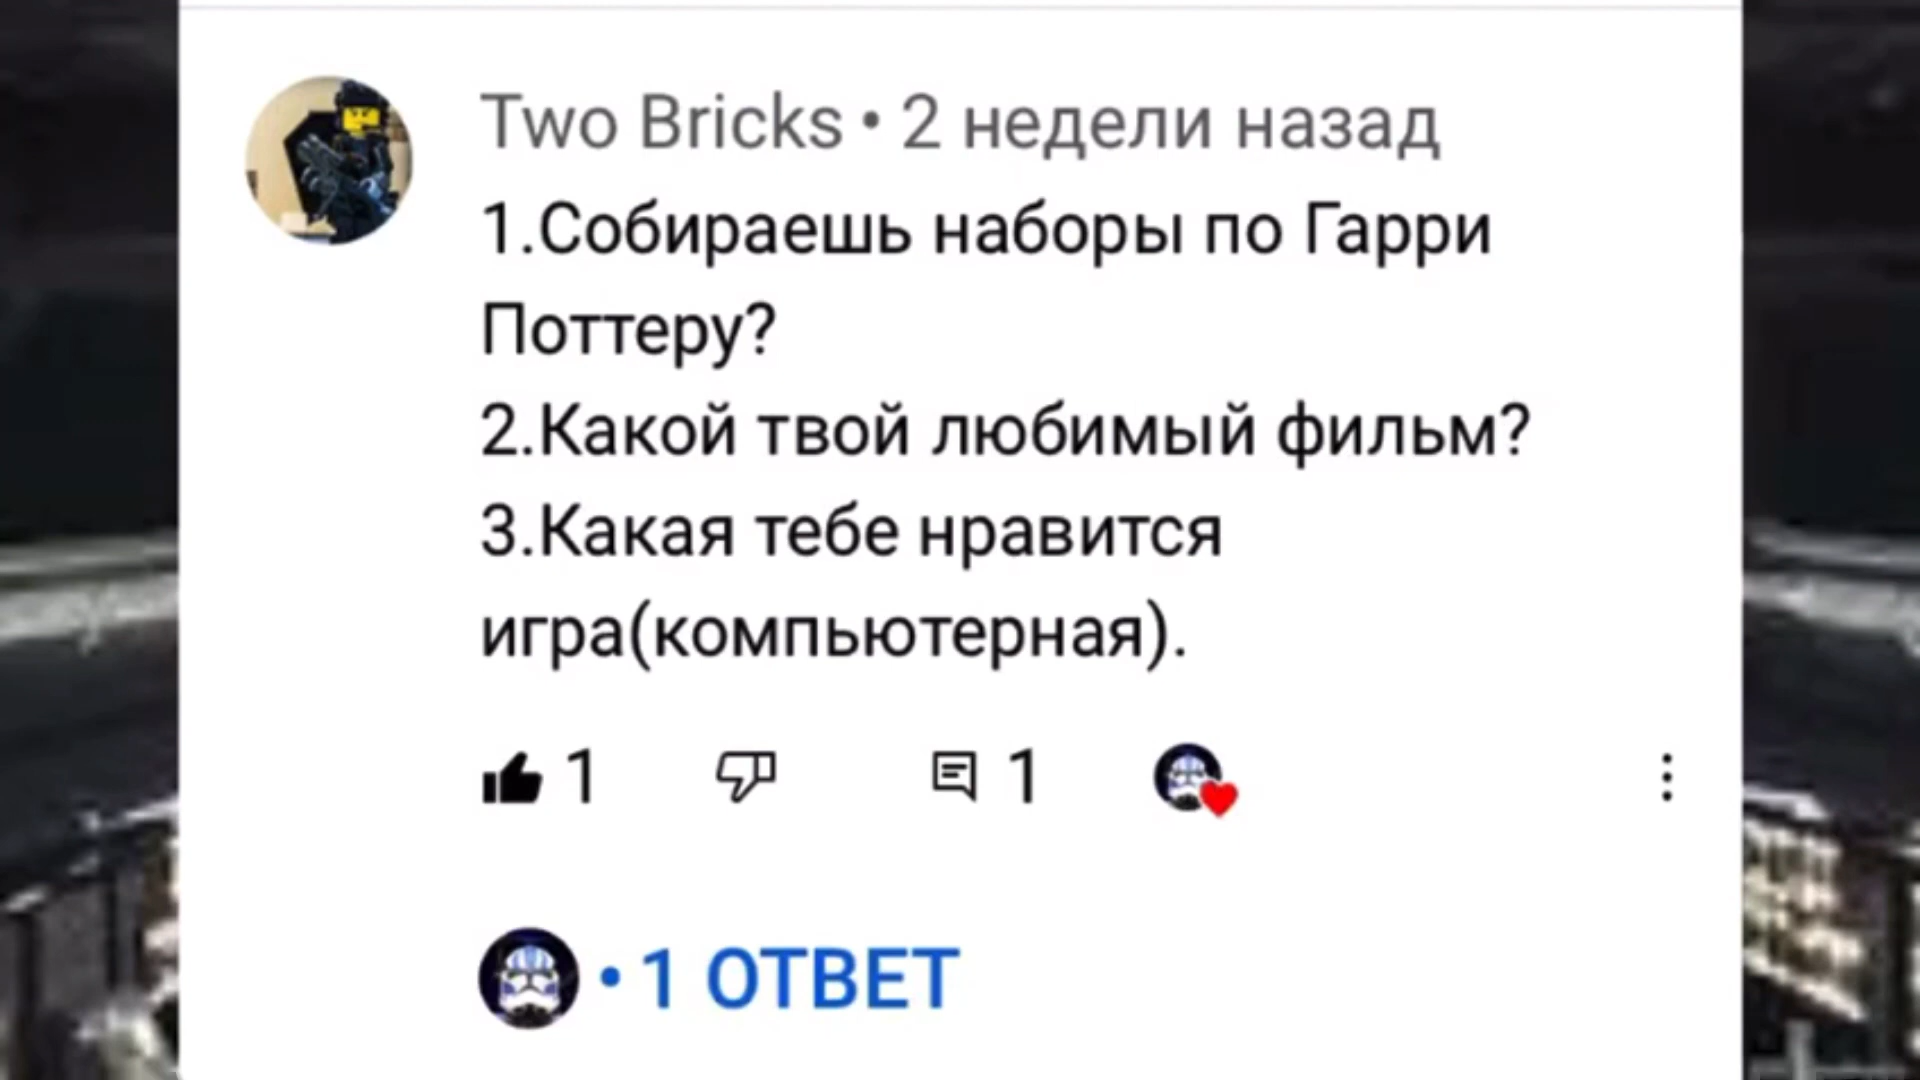 Two Bricks • 2 недели назад
1.Собираешь наборы по Гарри
Поттеру?
2.Какой твой любимый фильм?
3.Какая тебе нравится
игра(компьютерная).
1 1
• 1 ОТВЕТ